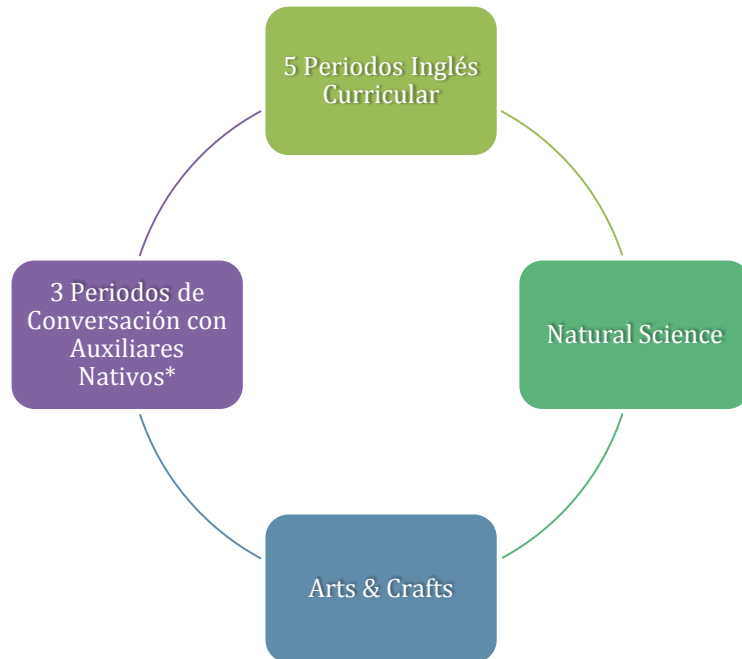 5 Periodos Inglés
Curricular
Natural Science
Arts & Crafts
3 Periodos de
Conversación con
Auxiliares
Nativos*